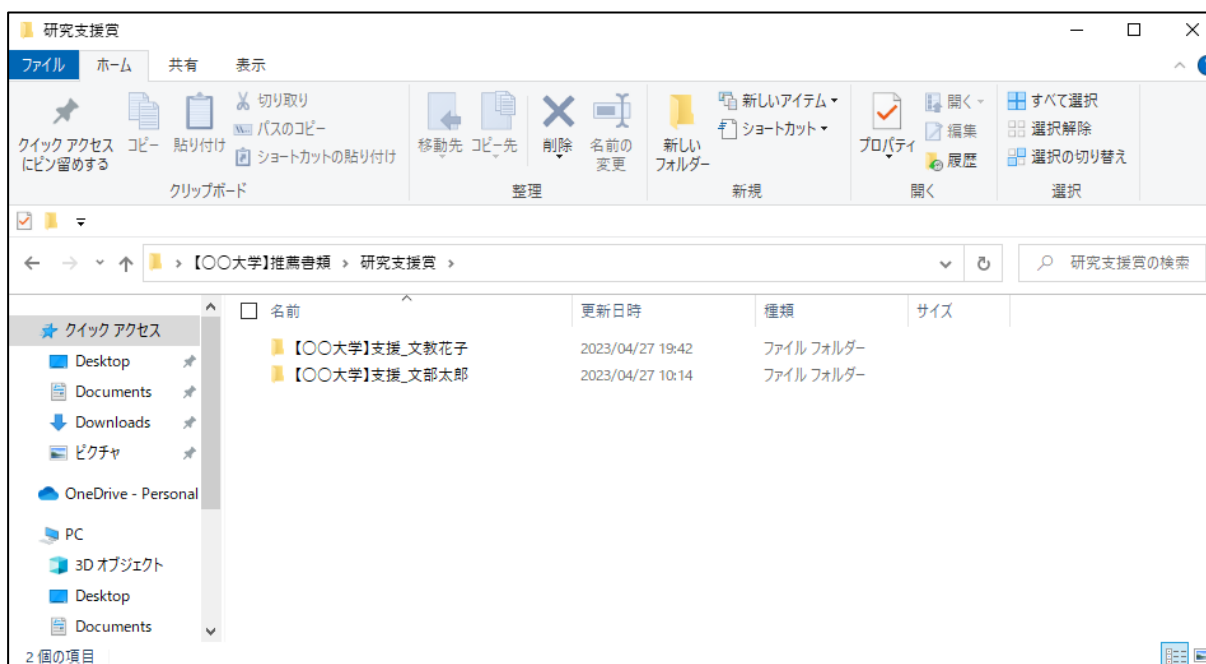 研究支援賞
ファイル ホーム 共有 表示
クイック アクセスにピン留めする
コピー
貼り付け
切り取り
パスのコピー
ショートカットの貼り付け
クリップボード
移動先
コピー先
削除
名前の変更
整理
新しいフォルダー
新しいアイテム
ショートカット
新規
プロパティ
開く
編集
履歴
開く
すべて選択
選択解除
選択の切り替え
選択
【〇〇大学】推薦書類 › 研究支援賞 ›
研究支援賞の検索
クイック アクセス
Desktop
Documents
Downloads
ピクチャ
OneDrive - Personal
PC
3D オブジェクト
Desktop
Documents
名前 更新日時 種類 サイズ
【〇〇大学】支援_文教花子 2023/04/27 19:42 ファイル フォルダー
【〇〇大学】支援_文部太郎 2023/04/27 10:14 ファイル フォルダー
2 個の項目